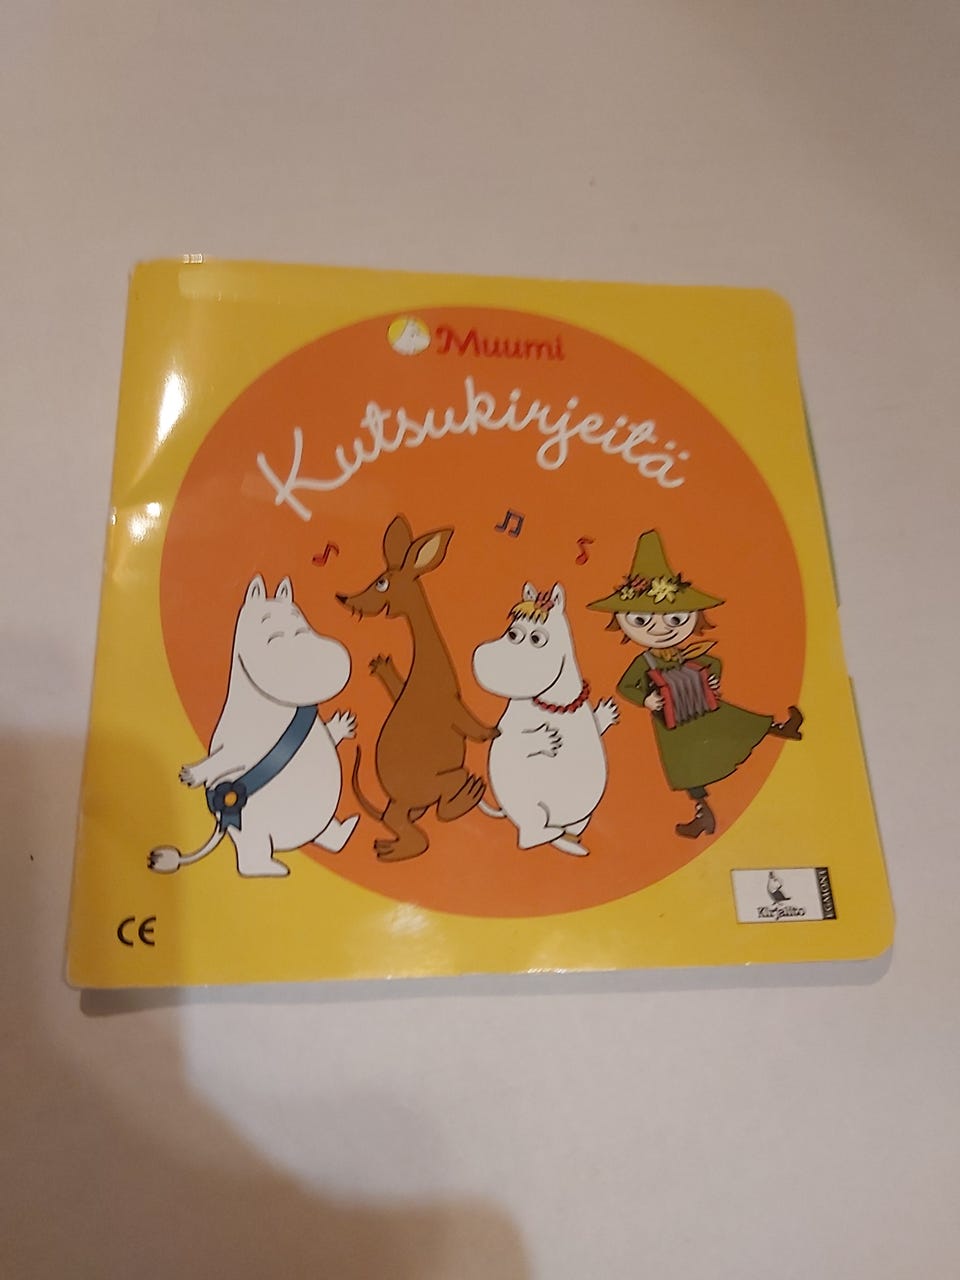 Muumi
Kutsukirjeitä
CE
Kirjalito
EGMONT